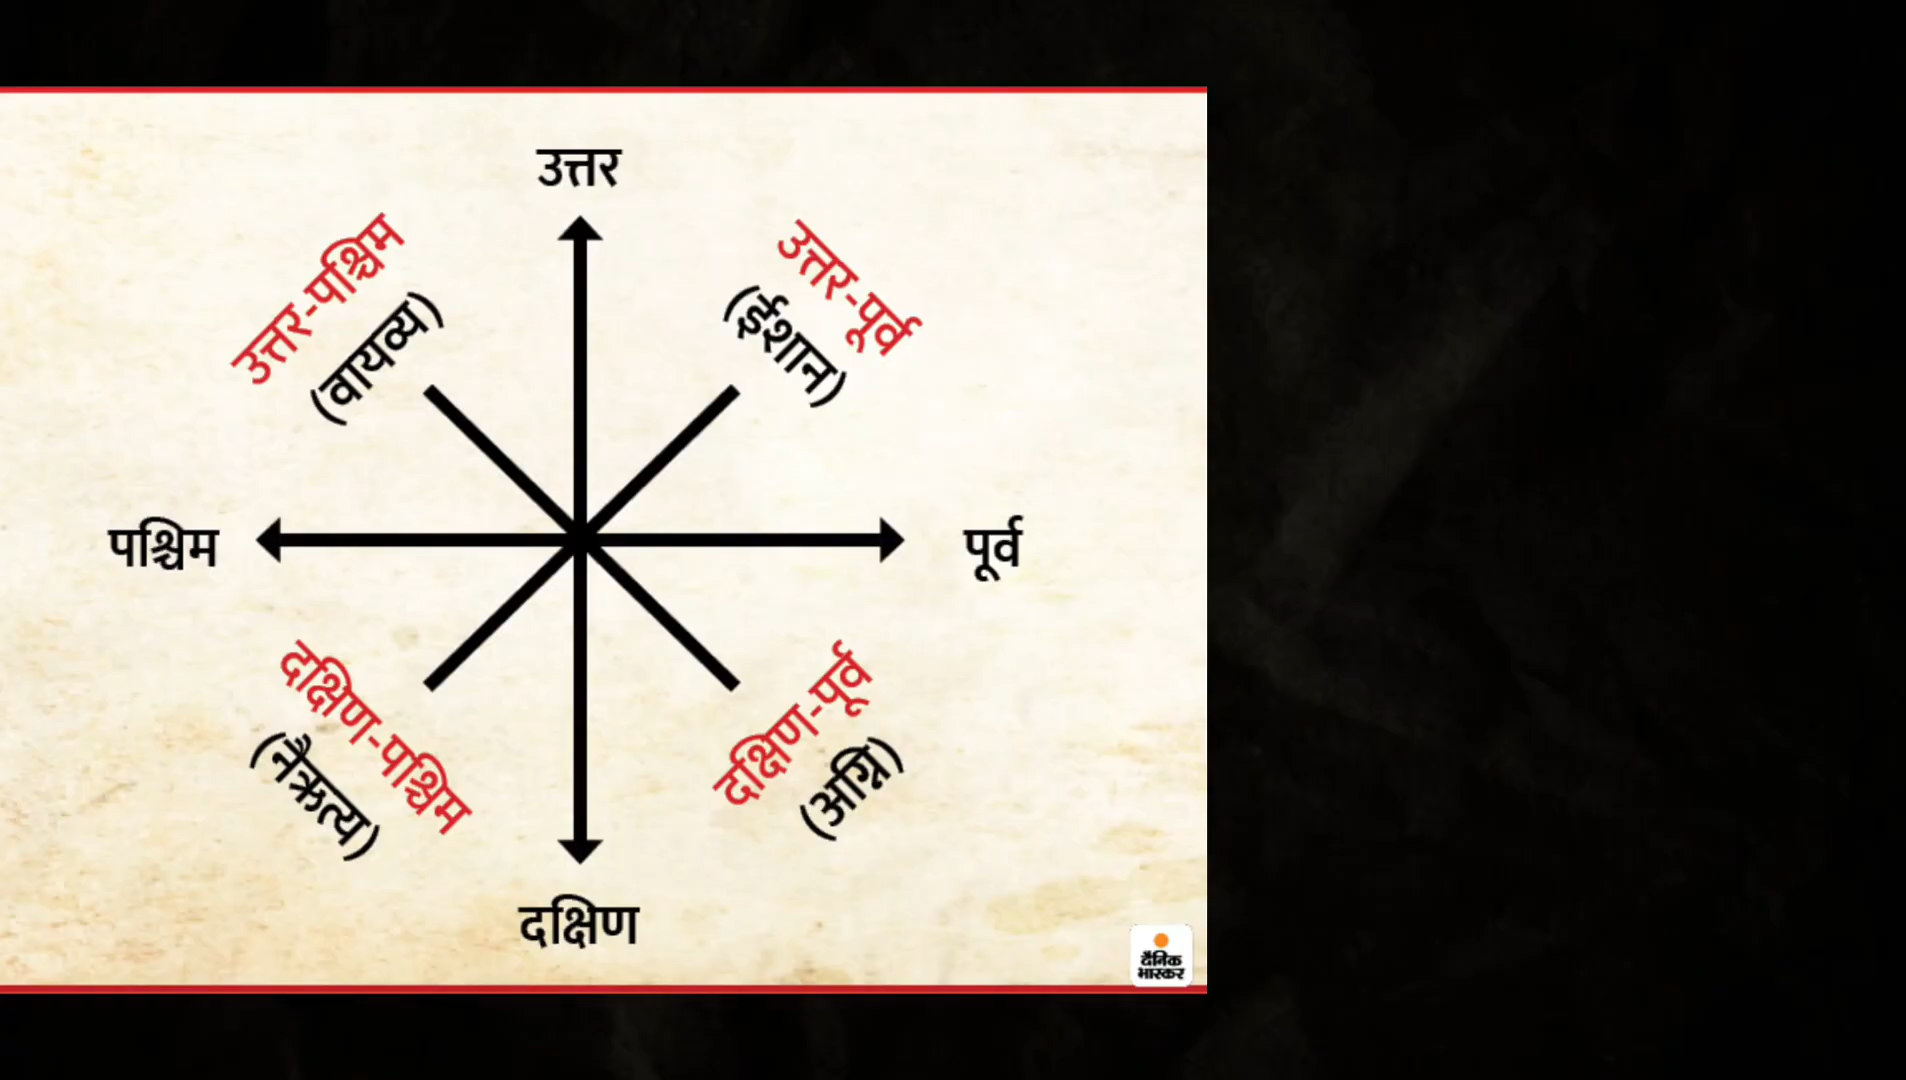 उत्तर
उत्तर-पश्चिम
(वायव्य)
उत्तर-पूर्व
(ईशान)
पश्चिम
पूर्व
दक्षिण-पश्चिम
(नैऋत्य)
दक्षिण-पूर्व
(अग्नि)
दक्षिण
दैनिक
भास्कर